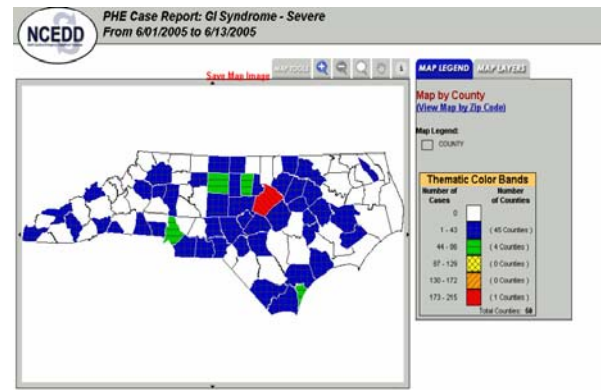 PHE Case Report: GI Syndrome - Severe
From 6/01/2005 to 6/13/2005
NCEDD
Save Map Image
MAP TOOLS
MAP LEGEND
MAP LAYERS
Map by County
(View Map by Zip Code)
Map Legend:
COUNTY
Thematic Color Bands
Number of Cases Number of Counties
0
1 - 43 ( 45 Counties )
44 - 86 ( 4 Counties )
87 - 129 ( 0 Counties )
130 - 172 ( 0 Counties )
173 - 215 ( 1 Counties )
Total Counties: 50